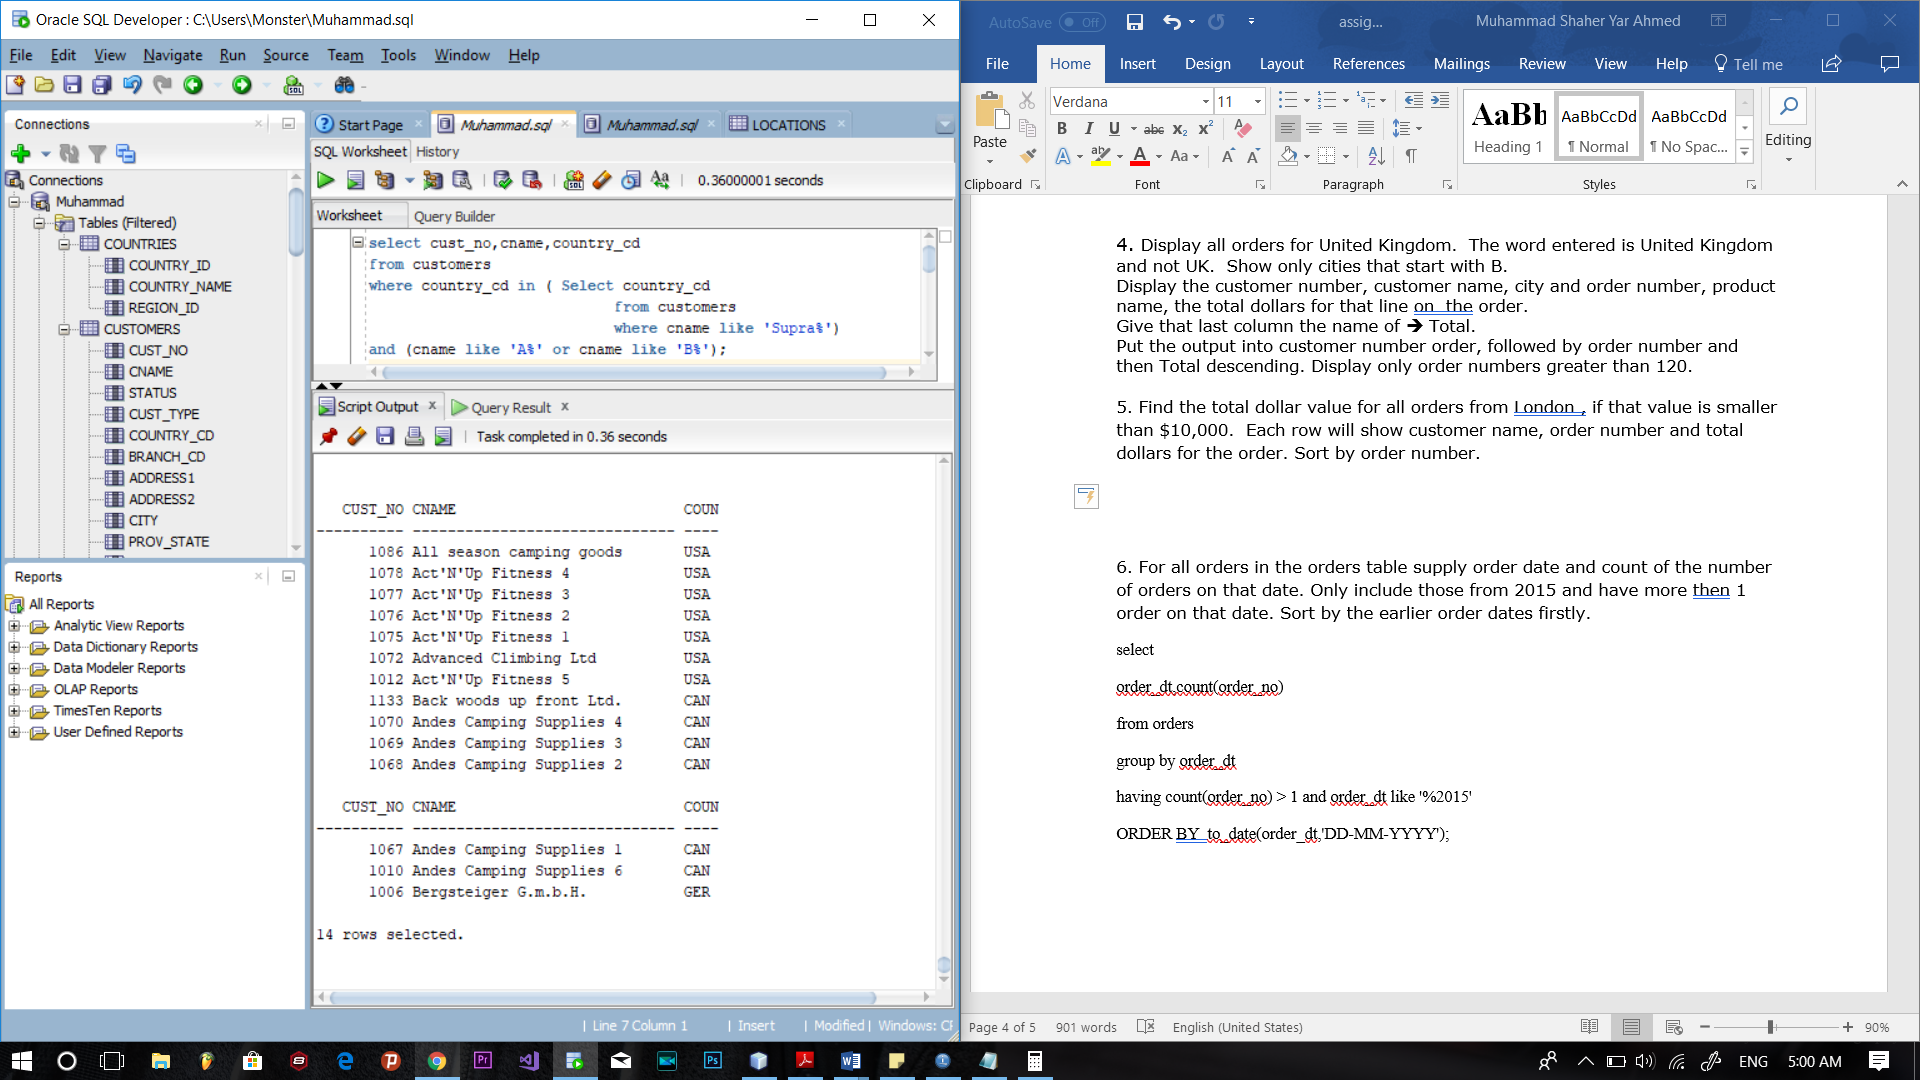 Oracle SQL Developer : C:\Users\Monster\Muhammad.sql
File Edit View Navigate Run Source Team Tools Window Help
Connections
Connections
Muhammad
Tables (Filtered)
COUNTRIES
COUNTRY_ID
COUNTRY_NAME
REGION_ID
CUSTOMERS
CUST_NO
CNAME
STATUS
CUST_TYPE
COUNTRY_CD
BRANCH_CD
ADDRESS1
ADDRESS2
CITY
PROV_STATE
Reports
All Reports
Analytic View Reports
Data Dictionary Reports
Data Modeler Reports
OLAP Reports
TimesTen Reports
User Defined Reports
Start Page Muhammad.sql Muhammad.sql LOCATIONS
SQL Worksheet History
0.36000001 seconds
Worksheet Query Builder
select cust_no,cname,country_cd
from customers
where country_cd in ( Select country_cd
from customers
where cname like 'Supra%')
and (cname like 'A%' or cname like 'B%');
Script Output x Query Result x
Task completed in 0.36 seconds
CUST_NO CNAME COUN
---------- ------------------------------ ----
1086 All season camping goods USA
1078 Act'N'Up Fitness 4 USA
1077 Act'N'Up Fitness 3 USA
1076 Act'N'Up Fitness 2 USA
1075 Act'N'Up Fitness 1 USA
1072 Advanced Climbing Ltd USA
1012 Act'N'Up Fitness 5 USA
1133 Back woods up front Ltd. CAN
1070 Andes Camping Supplies 4 CAN
1069 Andes Camping Supplies 3 CAN
1068 Andes Camping Supplies 2 CAN
CUST_NO CNAME COUN
---------- ------------------------------ ----
1067 Andes Camping Supplies 1 CAN
1010 Andes Camping Supplies 6 CAN
1006 Bergsteiger G.m.b.H. GER
14 rows selected.
| Line 7 Column 1 | Insert | Modified | Windows:
AutoSave Off assig... Muhammad Shaher Yar Ahmed
File Home Insert Design Layout References Mailings Review View Help Tell me
Paste
Verdana 11
B I U abc X2 X2
Aa A A
AaBb AaBbCcDd AaBbCcDd
Heading 1 ¶ Normal ¶ No Spac...
Editing
Clipboard Font Paragraph Styles
4. Display all orders for United Kingdom. The word entered is United Kingdom
and not UK. Show only cities that start with B.
Display the customer number, customer name, city and order number, product
name, the total dollars for that line on the order.
Give that last column the name of ➔ Total.
Put the output into customer number order, followed by order number and
then Total descending. Display only order numbers greater than 120.
5. Find the total dollar value for all orders from London , if that value is smaller
than $10,000. Each row will show customer name, order number and total
dollars for the order. Sort by order number.
6. For all orders in the orders table supply order date and count of the number
of orders on that date. Only include those from 2015 and have more then 1
order on that date. Sort by the earlier order dates firstly.
select
order_dt,count(order_no)
from orders
group by order_dt
having count(order_no) > 1 and order_dt like '%2015'
ORDER BY to_date(order_dt,'DD-MM-YYYY');
Page 4 of 5 901 words English (United States) 90%
ENG 5:00 AM